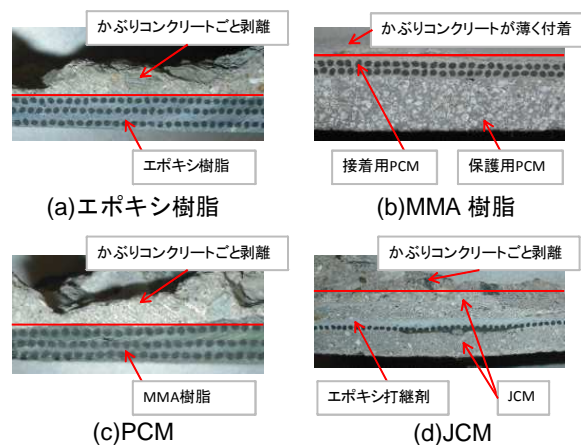 かぶりコンクリートごと剥離
エポキシ樹脂
(a)エポキシ樹脂
かぶりコンクリートが薄く付着
接着用PCM
保護用PCM
(b)MMA 樹脂
かぶりコンクリートごと剥離
MMA樹脂
(c)PCM
かぶりコンクリートごと剥離
エポキシ打継剤
JCM
(d)JCM